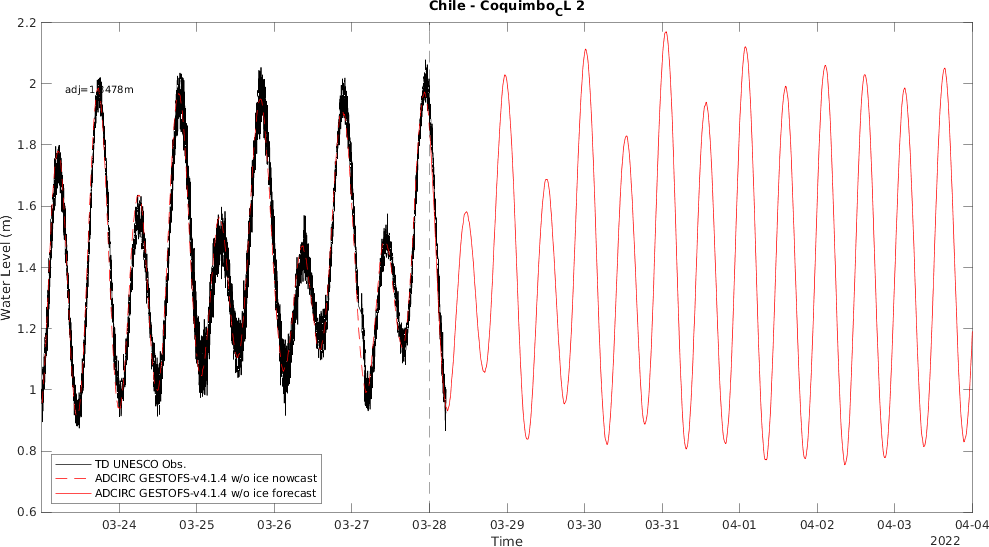 Chile - Coquimbo_CL 2
2.2
2
1.8
1.6
1.4
1.2
1
0.8
0.6
Water Level (m)
TD UNESCO Obs.
ADCIRC GESTOFS-v4.1.4 w/o ice nowcast
ADCIRC GESTOFS-v4.1.4 w/o ice forecast
03-24 03-25 03-26 03-27 03-28 03-29 03-30 03-31 04-01 04-02 04-03 04-04
Time
2022